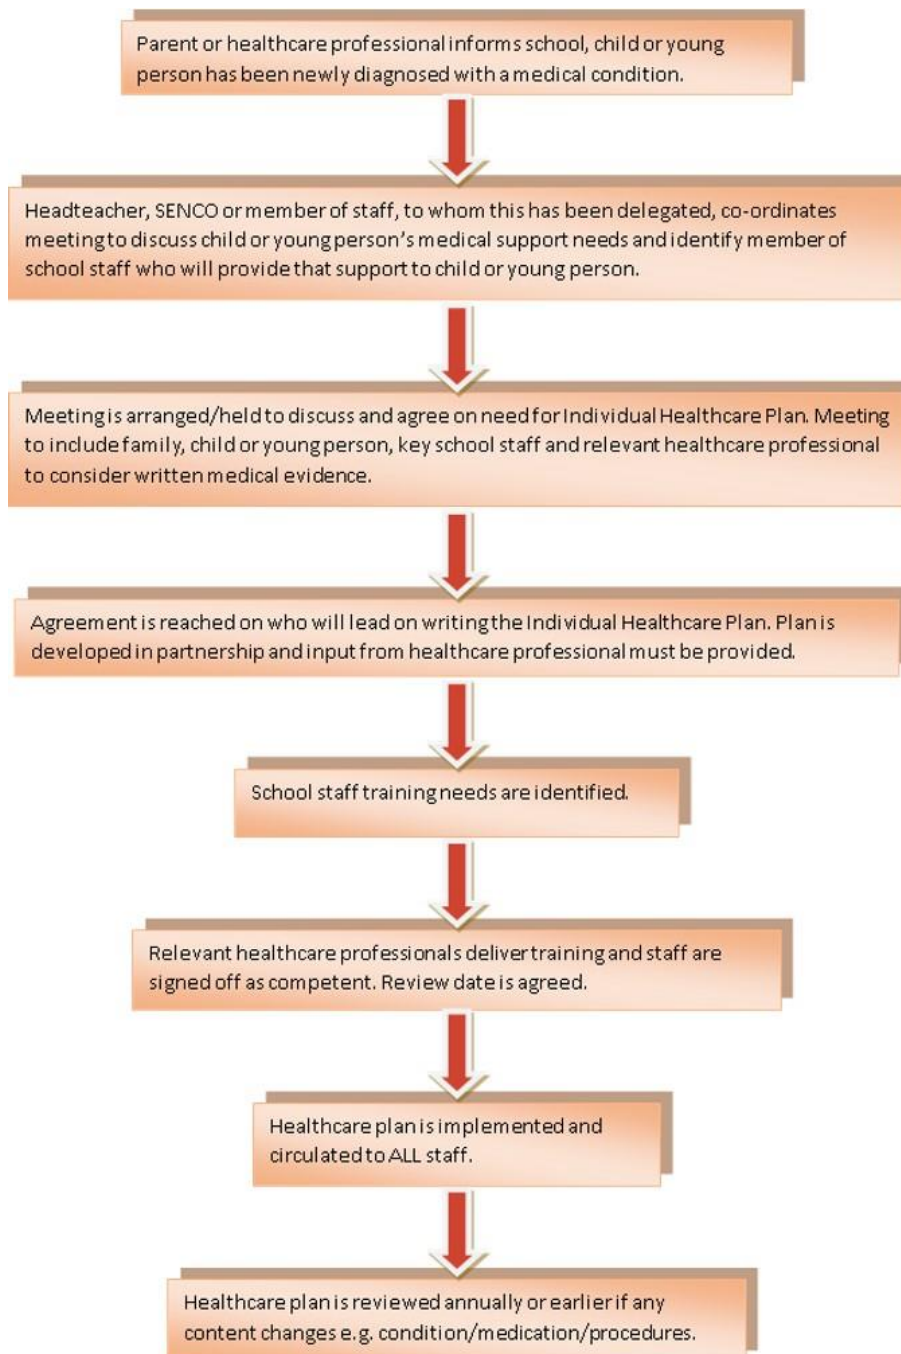 Parent or healthcare professional informs school, child or young
person has been newly diagnosed with a medical condition.
Headteacher, SENCO or member of staff, to whom this has been delegated, co-ordinates
meeting to discuss child or young person's medical support needs and identify member of
school staff who will provide that support to child or young person.
Meeting is arranged/held to discuss and agree on need for Individual Healthcare Plan. Meeting
to include family, child or young person, key school staff and relevant healthcare professional
to consider written medical evidence.
Agreement is reached on who will lead on writing the Individual Healthcare Plan. Plan is
developed in partnership and input from healthcare professional must be provided.
School staff training needs are identified.
Relevant healthcare professionals deliver training and staff are
signed off as competent. Review date is agreed.
Healthcare plan is implemented and
circulated to ALL staff.
Healthcare plan is reviewed annually or earlier if any
content changes e.g. condition/medication/procedures.